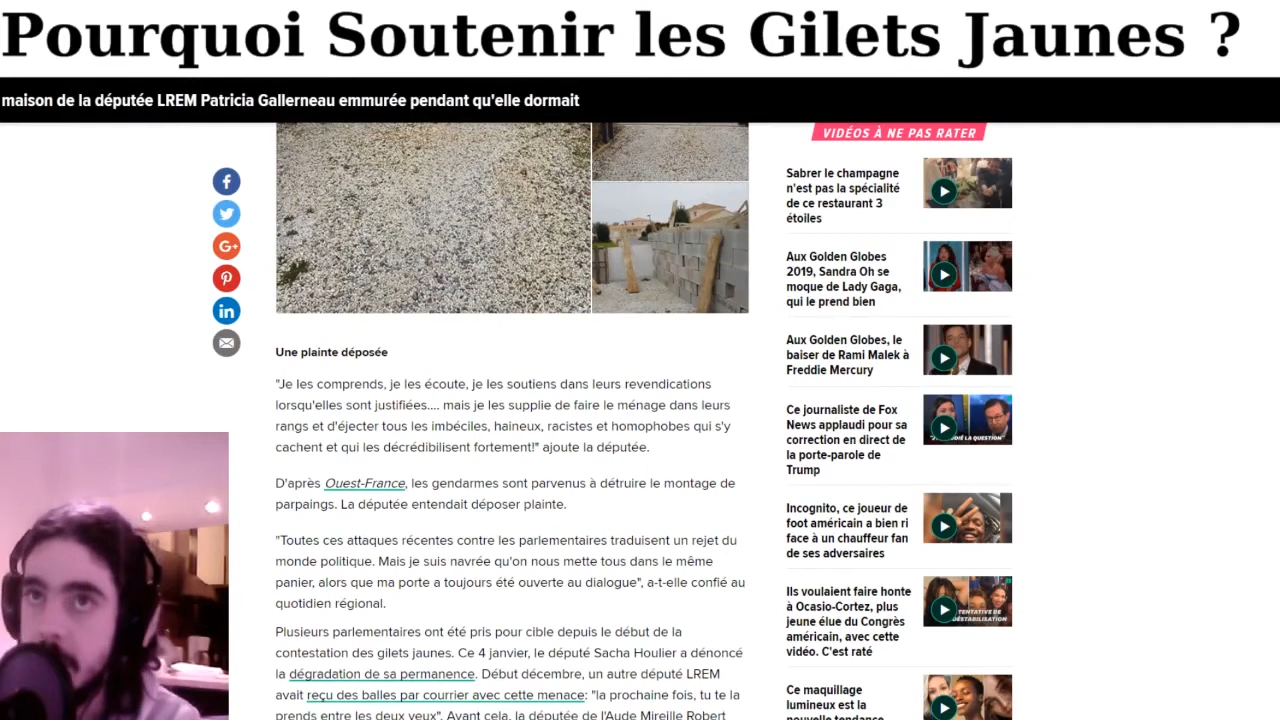 Pourquoi Soutenir les Gilets Jaunes ?
maison de la députée LREM Patricia Gallerneau emmurée pendant qu'elle dormait
VIDÉOS À NE PAS RATER
Sabrer le champagne
n'est pas la spécialité
de ce restaurant 3
étoiles
Aux Golden Globes
2019, Sandra Oh se
moque de Lady Gaga,
qui le prend bien
Aux Golden Globes, le
baiser de Rami Malek à
Freddie Mercury
Ce journaliste de Fox
News applaudi pour sa
correction en direct de
la porte-parole de
Trump
Incognito, ce joueur de
foot américain a bien ri
face à un chauffeur fan
de ses adversaires
Ils voulaient faire honte
à Ocasio-Cortez, plus
jeune élue du Congrès
américain, avec cette
vidéo. C'est raté
TENTATIVE DE
DÉSTABILISATION
Ce maquillage
lumineux est la
nouvelle tendance
Une plainte déposée
"Je les comprends, je les écoute, je les soutiens dans leurs revendications
lorsqu'elles sont justifiées.... mais je les supplie de faire le ménage dans leurs
rangs et d'éjecter tous les imbéciles, haineux, racistes et homophobes qui s'y
cachent et qui les décrédibilisent fortement!" ajoute la députée.
D'après Ouest-France, les gendarmes sont parvenus à détruire le montage de
parpaings. La députée entendait déposer plainte.
"Toutes ces attaques récentes contre les parlementaires traduisent un rejet du
monde politique. Mais je suis navrée qu'on nous mette tous dans le même
panier, alors que ma porte a toujours été ouverte au dialogue", a-t-elle confié au
quotidien régional.
Plusieurs parlementaires ont été pris pour cible depuis le début de la
contestation des gilets jaunes. Ce 4 janvier, le député Sacha Houlier a dénoncé
la dégradation de sa permanence. Début décembre, un autre député LREM
avait reçu des balles par courrier avec cette menace: "la prochaine fois, tu te la
prends entre les deux yeux". Avant cela, la députée de l'Aude Mireille Robert